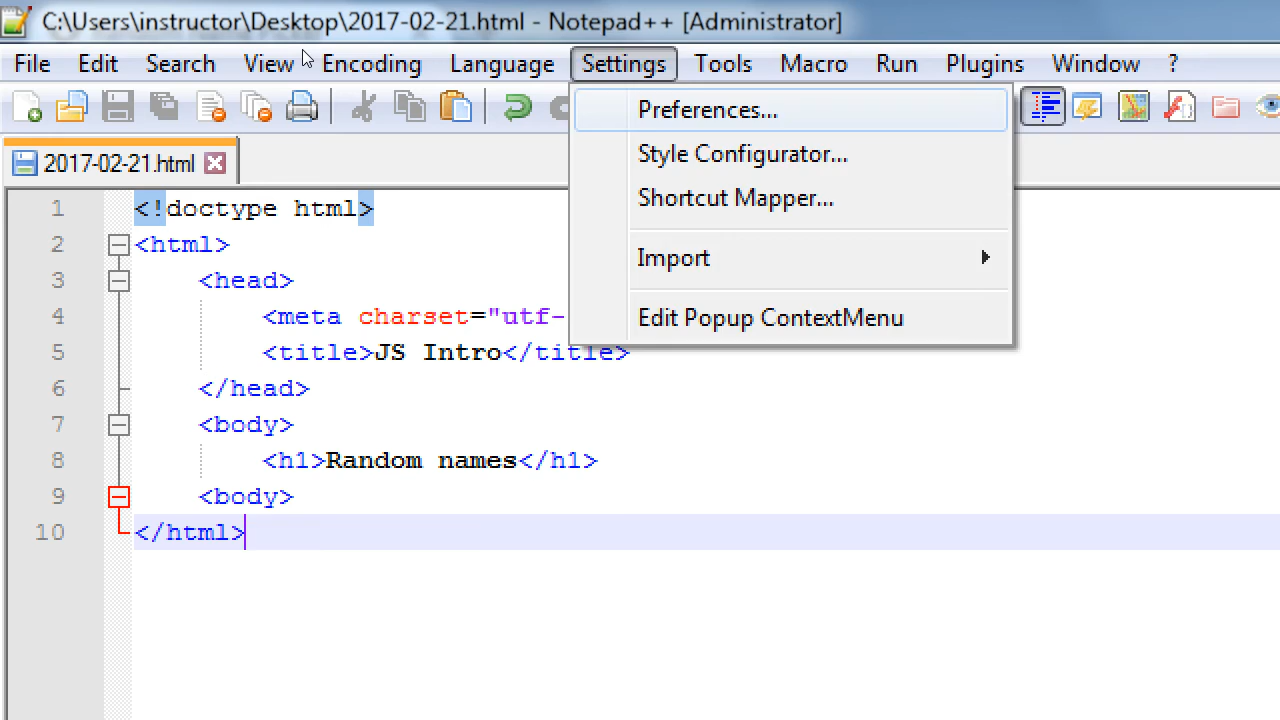 C:\Users\instructor\Desktop\2017-02-21.html - Notepad++ [Administrator]
File Edit Search View Encoding Language Settings Tools Macro Run Plugins Window ?
Preferences...
Style Configurator...
Shortcut Mapper...
Import
Edit Popup ContextMenu
2017-02-21.html
1 <!doctype html>
2 <html>
3 <head>
4 <meta charset="utf-
5 <title>JS Intro</title>
6 </head>
7 <body>
8 <h1>Random names</h1>
9 <body>
10 </html>